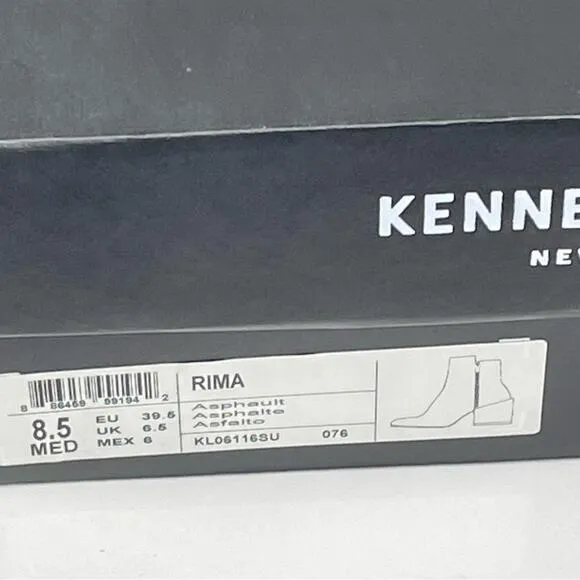 KENNE
NEW
8 86469 99194 2
8.5
MED
EU 39.5
UK 6.5
MEX 6
RIMA
Asphault
Asphalte
Asfalto
KL06116SU 076